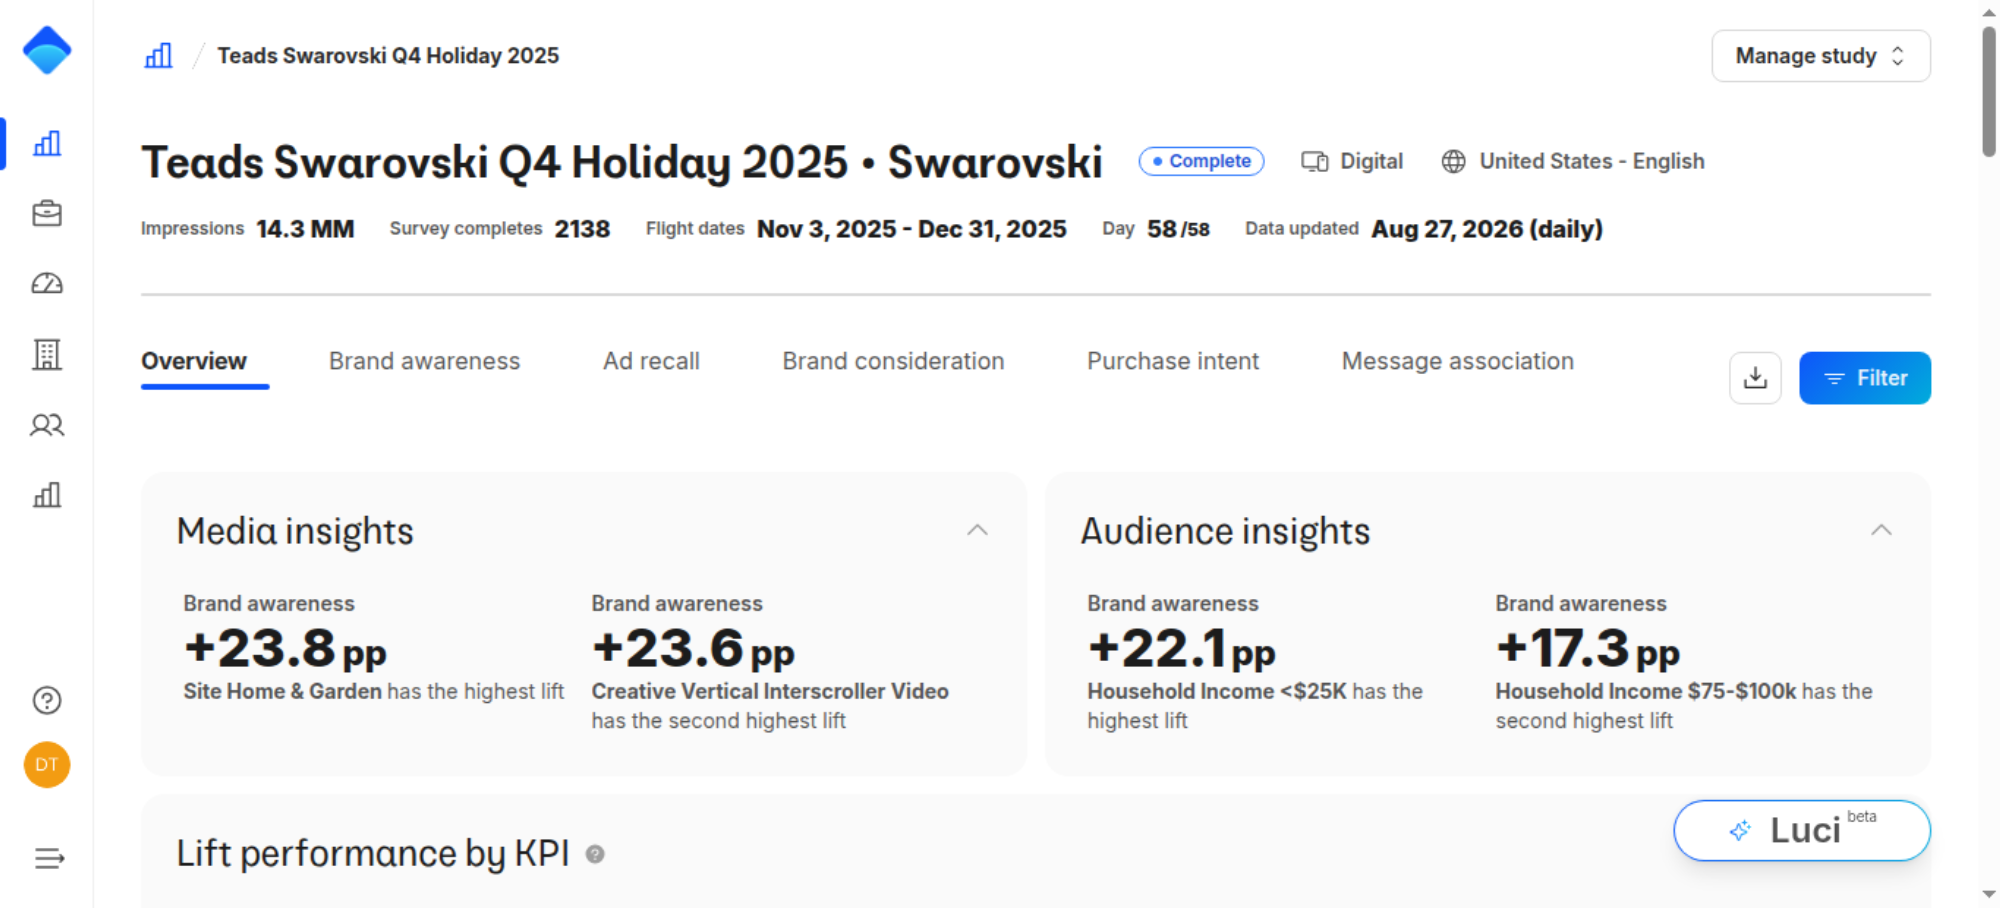 Teads Swarovski Q4 Holiday 2025
Manage study
Teads Swarovski Q4 Holiday 2025 • Swarovski
Complete
Digital
United States - English
Impressions 14.3 MM Survey completes 2138 Flight dates Nov 3, 2025 - Dec 31, 2025 Day 58/58 Data updated Aug 27, 2026 (daily)
Overview
Brand awareness
Ad recall
Brand consideration
Purchase intent
Message association
Filter
Media insights
Brand awareness
+23.8 pp
Site Home & Garden has the highest lift
Brand awareness
+23.6 pp
Creative Vertical Interscroller Video
has the second highest lift
Audience insights
Brand awareness
+22.1 pp
Household Income <$25K has the
highest lift
Brand awareness
+17.3 pp
Household Income $75-$100k has the
second highest lift
DT
Lift performance by KPI ?
Luci beta